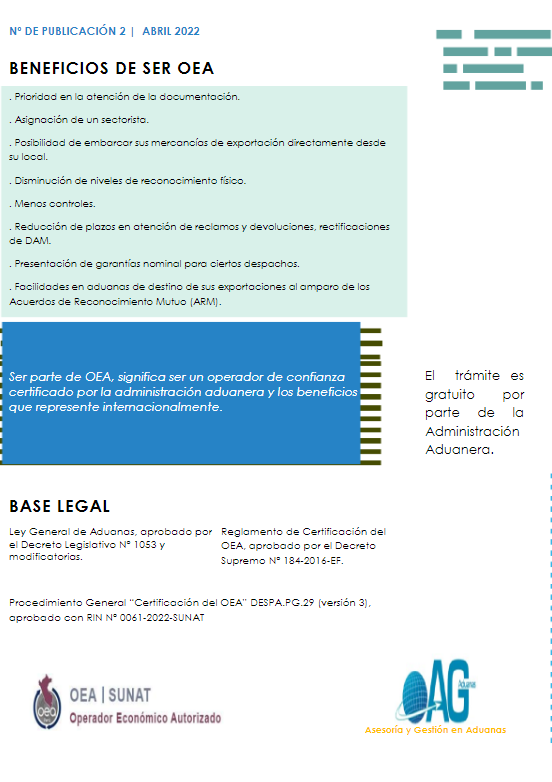 Nº DE PUBLICACIÓN 2 | ABRIL 2022
BENEFICIOS DE SER OEA
. Prioridad en la atención de la documentación.
. Asignación de un sectorista.
. Posibilidad de embarcar sus mercancías de exportación directamente desde
su local.
. Disminución de niveles de reconocimiento físico.
. Menos controles.
. Reducción de plazos en atención de reclamos y devoluciones, rectificaciones
de DAM.
. Presentación de garantías nominal para ciertos despachos.
. Facilidades en aduanas de destino de sus exportaciones al amparo de los
Acuerdos de Reconocimiento Mutuo (ARM).
Ser parte de OEA, significa ser un operador de confianza
certificado por la administración aduanera y los beneficios
que represente internacionalmente.
El trámite es
gratuito por
parte de la
Administración
Aduanera.
BASE LEGAL
Ley General de Aduanas, aprobado por
el Decreto Legislativo Nº 1053 y
modificatorias.
Reglamento de Certificación del
OEA, aprobado por el Decreto
Supremo Nº 184-2016-EF.
Procedimiento General “Certificación del OEA” DESPA.PG.29 (versión 3),
aprobado con RIN Nº 0061-2022-SUNAT
oea
OEA | SUNAT
Operador Económico Autorizado
AG Aduanas
Asesoría y Gestión en Aduanas